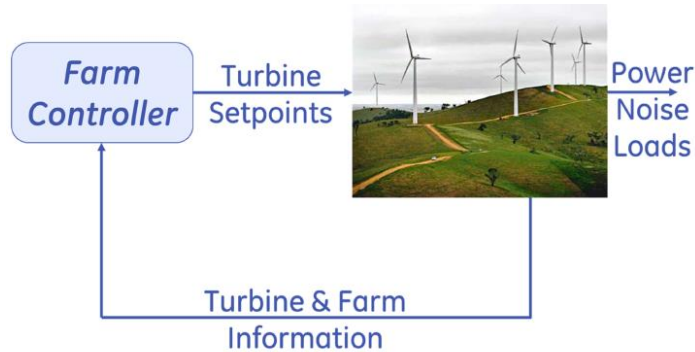 Farm
Controller
Turbine
Setpoints
Power
Noise
Loads
Turbine & Farm
Information